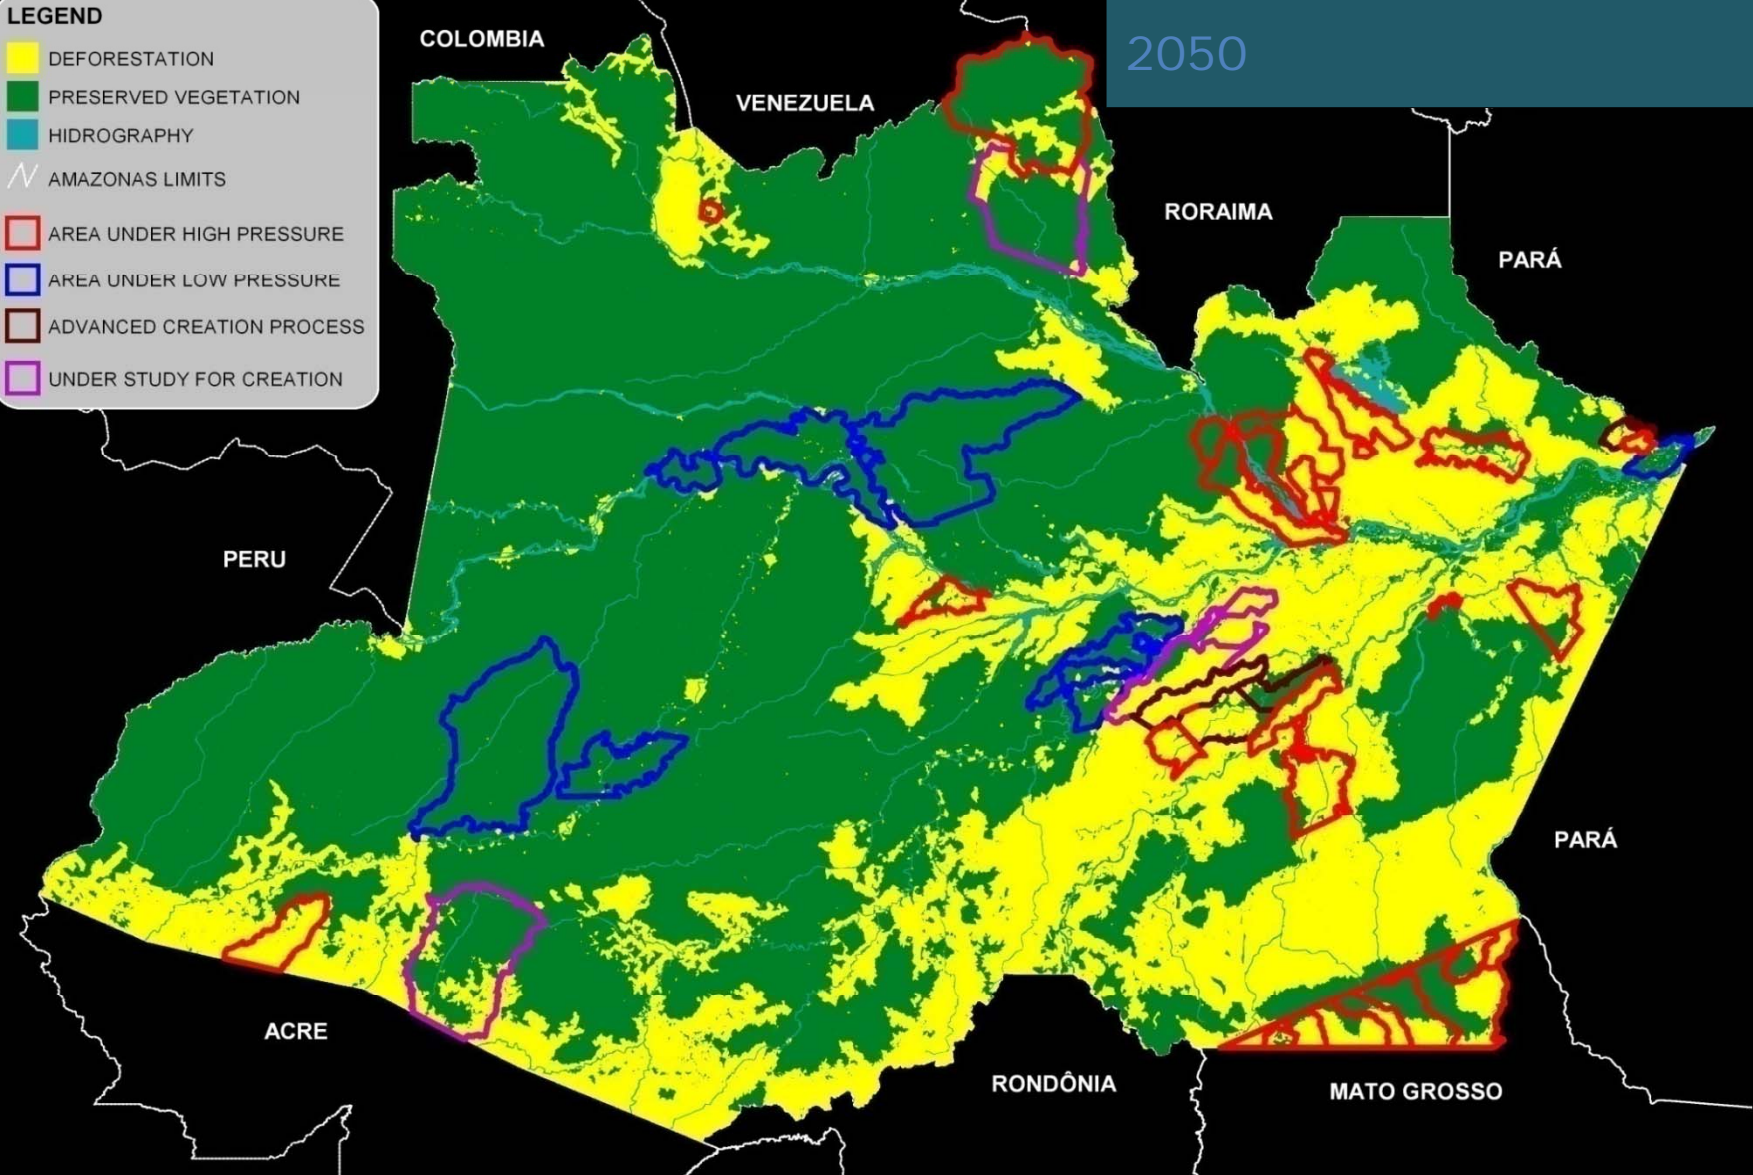 LEGEND
DEFORESTATION
PRESERVED VEGETATION
HIDROGRAPHY
AMAZONAS LIMITS
AREA UNDER HIGH PRESSURE
AREA UNDER LOW PRESSURE
ADVANCED CREATION PROCESS
UNDER STUDY FOR CREATION
2050
COLOMBIA
VENEZUELA
RORAIMA
PARÁ
PERU
PARÁ
ACRE
RONDÔNIA
MATO GROSSO